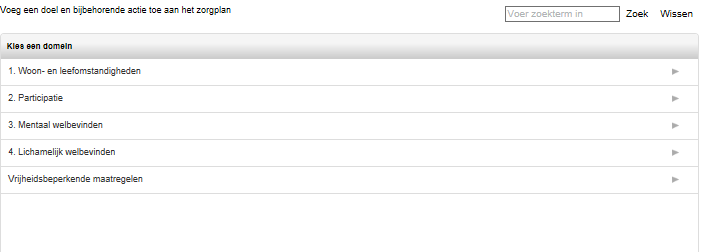 Voeg een doel en bijbehorende actie toe aan het zorgplan
Voer zoekterm in Zoek Wissen
Kies een domein
1. Woon- en leefomstandigheden
2. Participatie
3. Mentaal welbevinden
4. Lichamelijk welbevinden
Vrijheidsbeperkende maatregelen